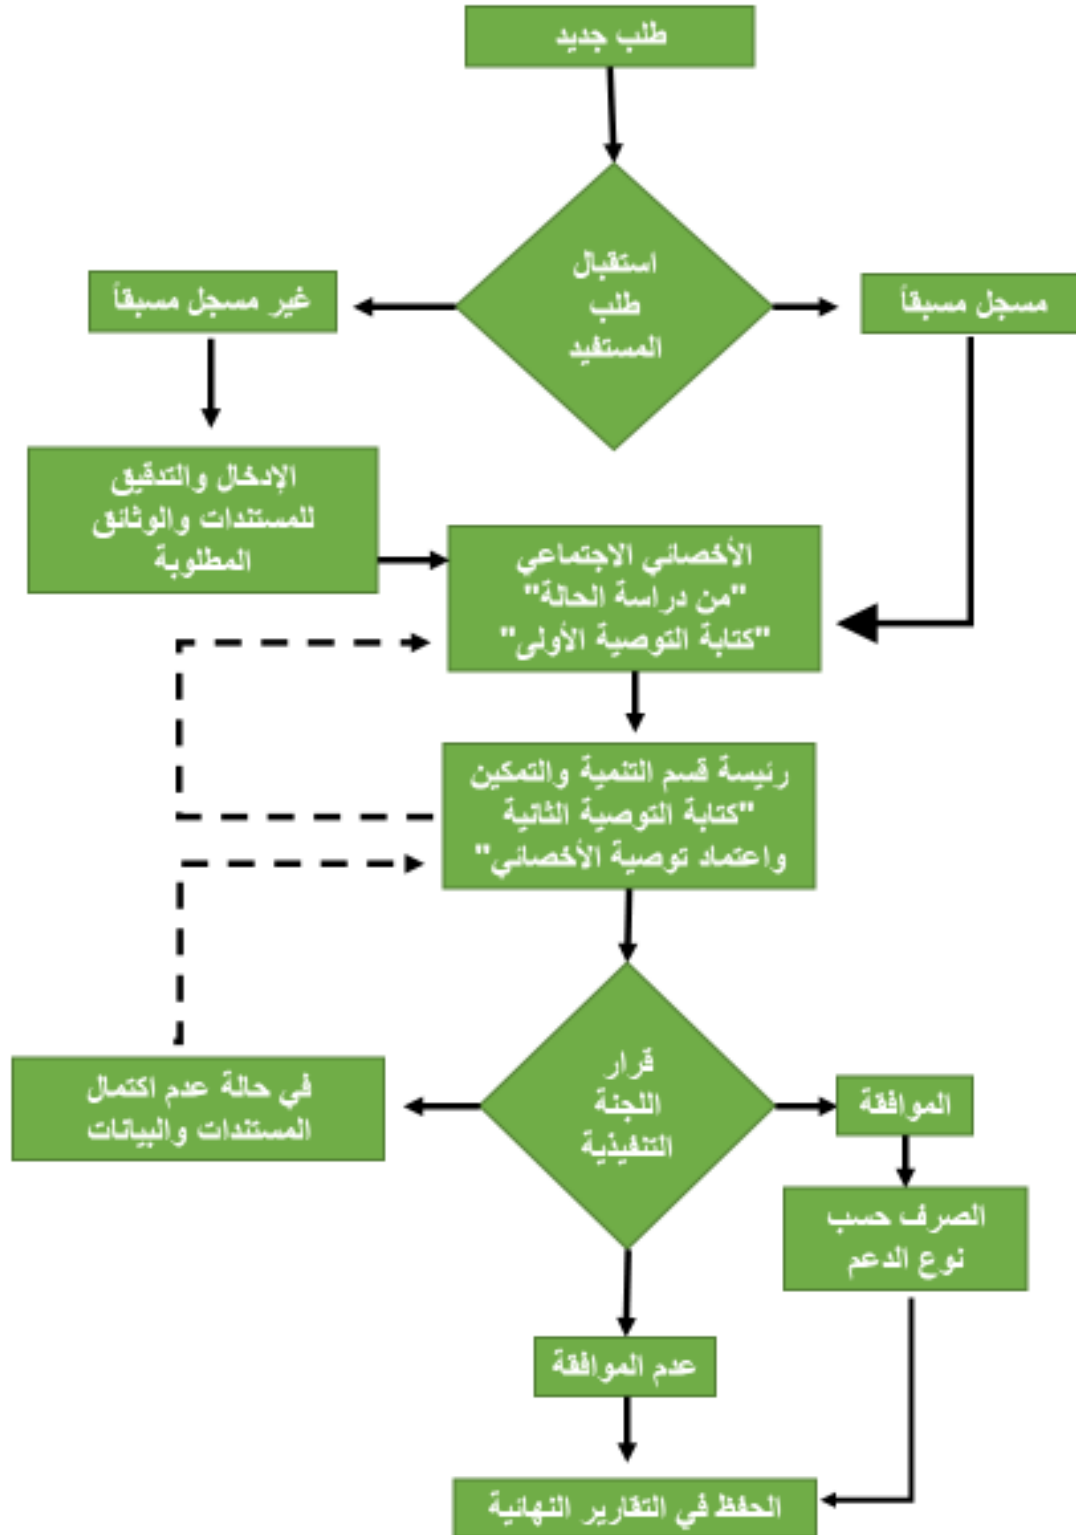 طلب جديد
استقبال
طلب
المستفيد
مسجل مسبقاً
غير مسجل مسبقاً
الإدخال والتدقيق
للمستندات والوثائق
المطلوبة
الأخصائي الاجتماعي
"من دراسة الحالة"
"كتابة التوصية الأولى"
رئيسة قسم التنمية والتمكين
"كتابة التوصية الثانية
واعتماد توصية الأخصائي"
قرار
اللجنة
التنفيذية
الموافقة
في حالة عدم اكتمال
المستندات والبيانات
الصرف حسب
نوع الدعم
عدم الموافقة
الحفظ في التقارير النهائية